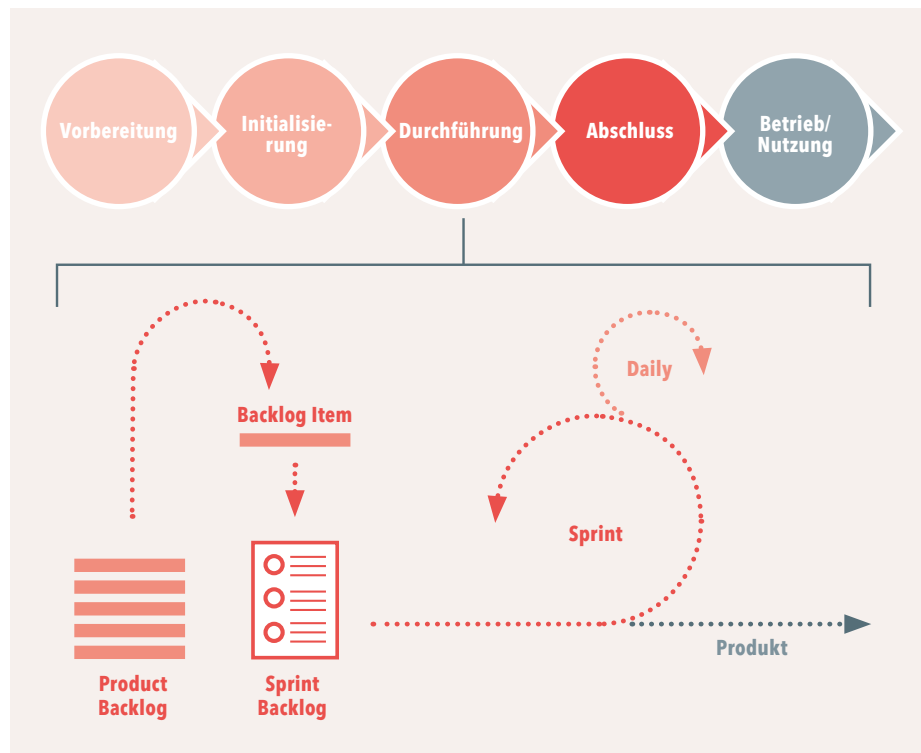 Vorbereitung
Initialisie-
rung
Durchführung
Abschluss
Betrieb/
Nutzung
Daily
Backlog Item
Sprint
Produkt
Product
Backlog
Sprint
Backlog